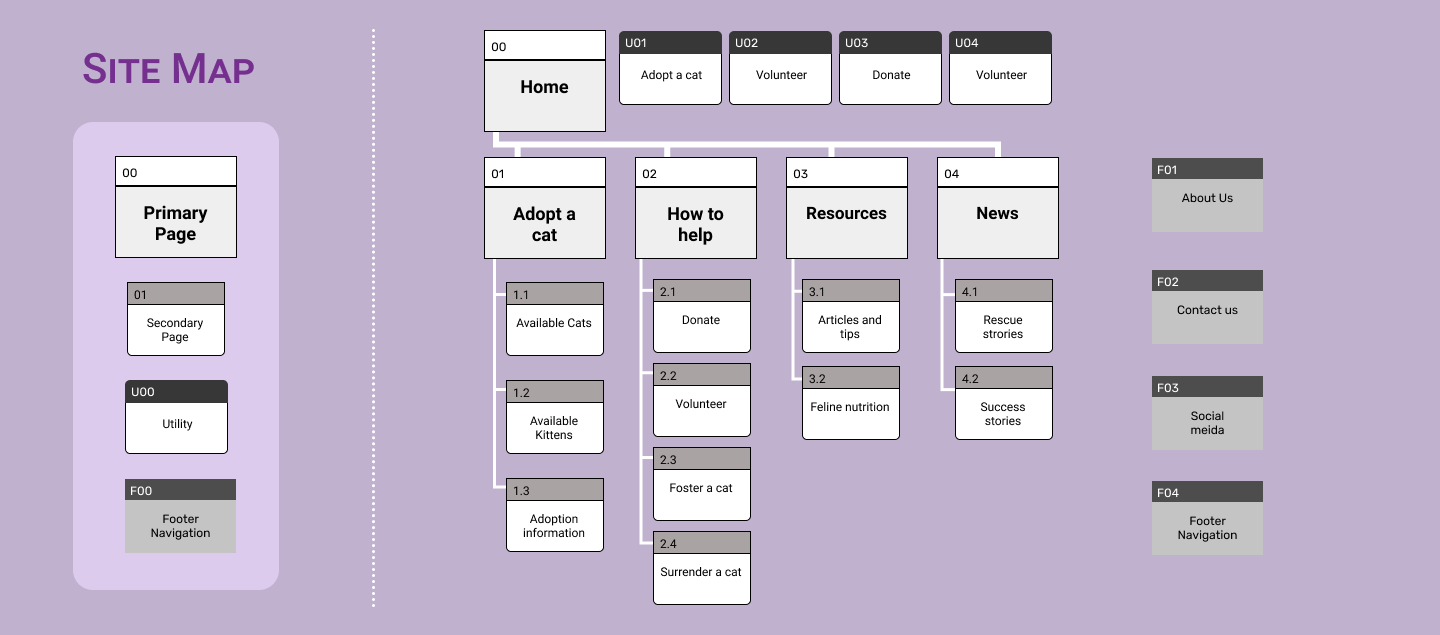 SITE MAP
00
Primary
Page
01
Secondary
Page
U00
Utility
F00
Footer
Navigation
00
Home
U01
Adopt a cat
U02
Volunteer
U03
Donate
U04
Volunteer
01
Adopt a
cat
1.1
Available Cats
1.2
Available
Kittens
1.3
Adoption
information
02
How to
help
2.1
Donate
2.2
Volunteer
2.3
Foster a cat
2.4
Surrender a cat
03
Resources
3.1
Articles and
tips
3.2
Feline nutrition
04
News
4.1
Rescue
strories
4.2
Success
stories
F01
About Us
F02
Contact us
F03
Social
meida
F04
Footer
Navigation